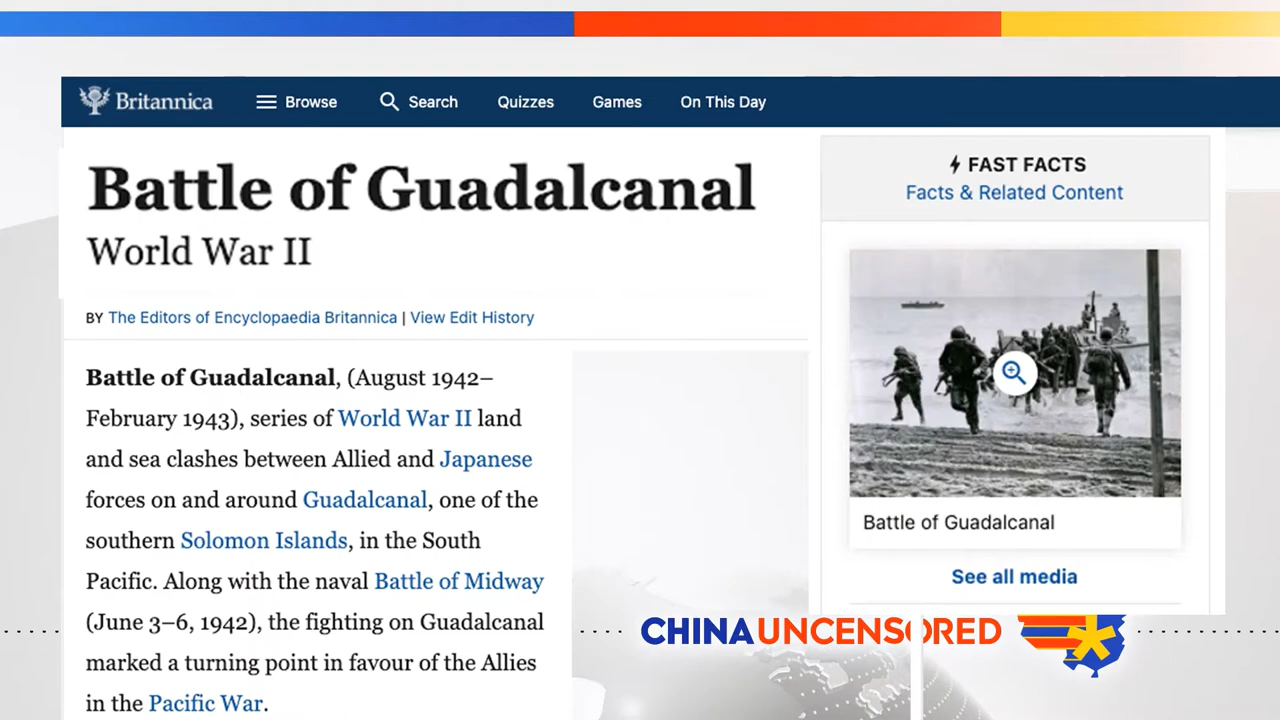 Britannica Browse Search Quizzes Games On This Day
Battle of Guadalcanal
World War II
BY The Editors of Encyclopaedia Britannica | View Edit History
Battle of Guadalcanal, (August 1942–
February 1943), series of World War II land
and sea clashes between Allied and Japanese
forces on and around Guadalcanal, one of the
southern Solomon Islands, in the South
Pacific. Along with the naval Battle of Midway
(June 3–6, 1942), the fighting on Guadalcanal
marked a turning point in favour of the Allies
in the Pacific War.
FAST FACTS
Facts & Related Content
Battle of Guadalcanal
See all media
CHINAUNCENSORED